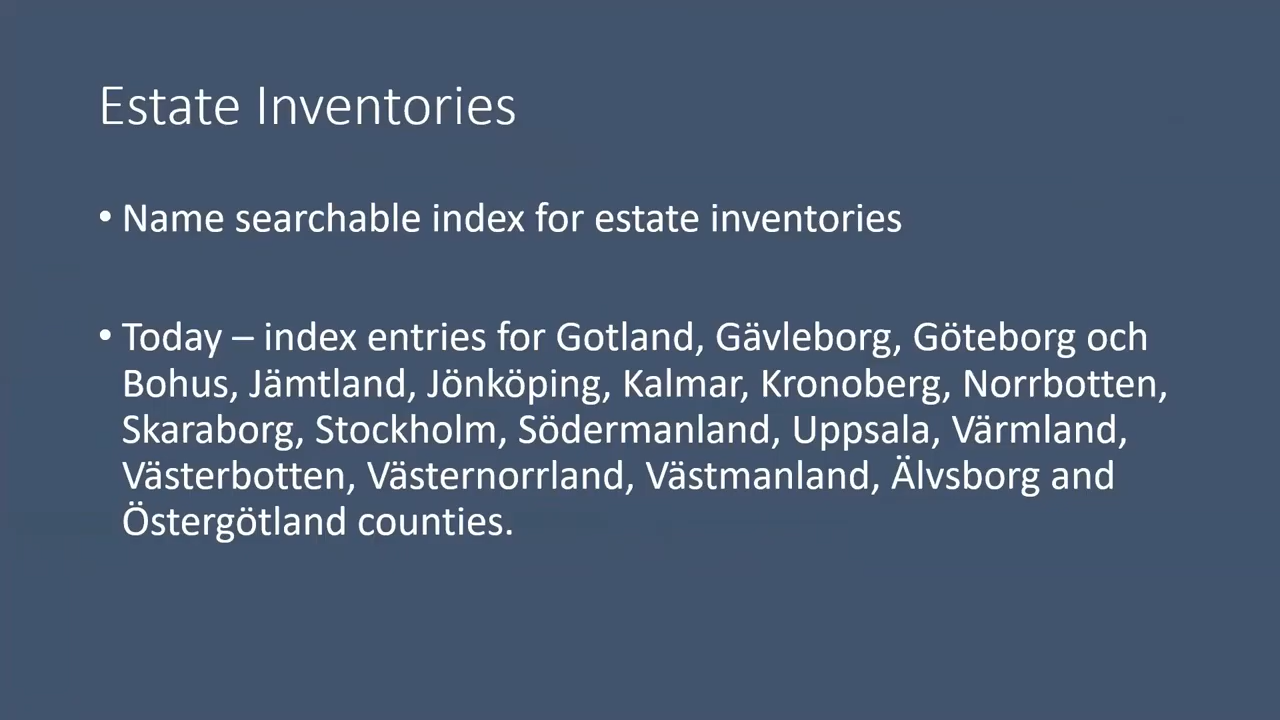 Estate Inventories
• Name searchable index for estate inventories
• Today – index entries for Gotland, Gävleborg, Göteborg och
Bohus, Jämtland, Jönköping, Kalmar, Kronoberg, Norrbotten,
Skaraborg, Stockholm, Södermanland, Uppsala, Värmland,
Västerbotten, Västernorrland, Västmanland, Älvsborg and
Östergötland counties.